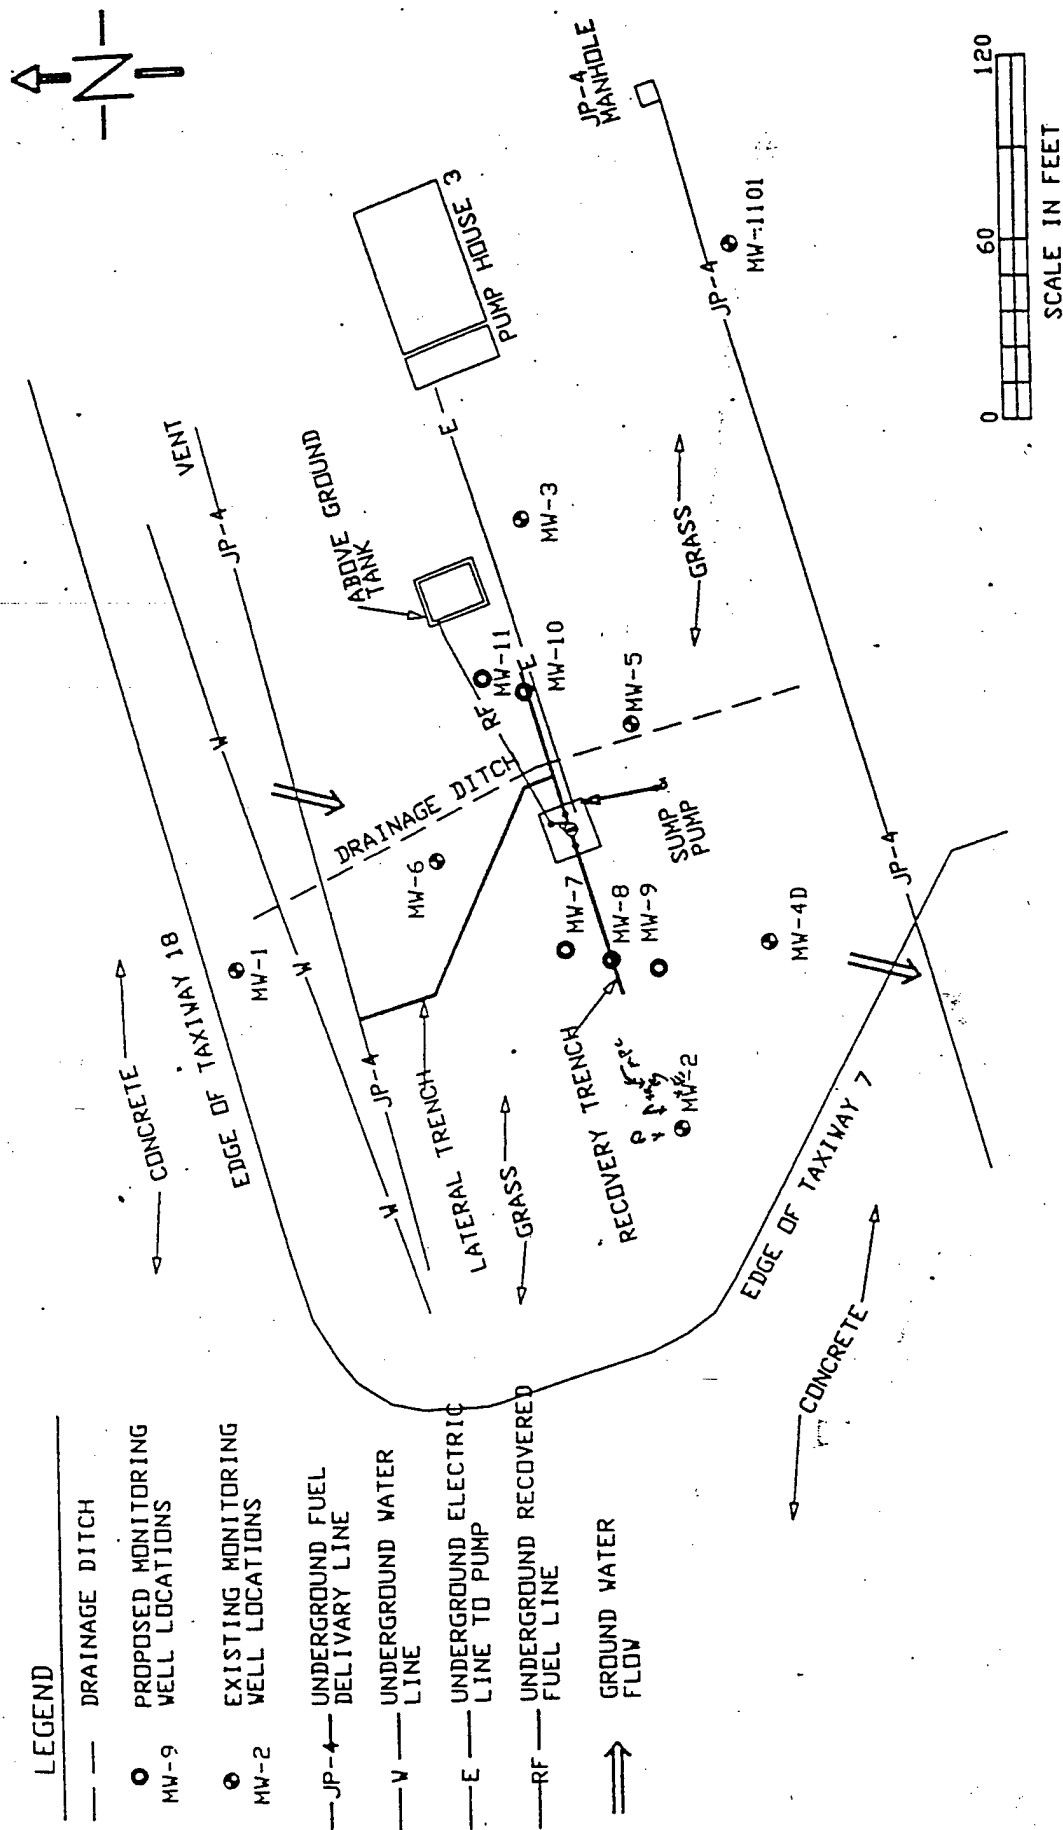 LEGEND
DRAINAGE DITCH
MW-9
PROPOSED MONITORING
WELL LOCATIONS
MW-2
EXISTING MONITORING
WELL LOCATIONS
JP-4
UNDERGROUND FUEL
DELIVARY LINE
W
UNDERGROUND WATER
LINE
E
UNDERGROUND ELECTRIC
LINE TO PUMP
RF
UNDERGROUND RECOVERED
FUEL LINE
GROUND WATER
FLOW
N
CONCRETE
EDGE OF TAXIWAY 18
MW-1
W
W
W
JP-4
JP-4
VENT
LATERAL TRENCH
GRASS
DRAINAGE DITCH
MW-6
ABOVE GROUND
TANK
RF
MW-11
E
MW-10
E
PUMP HOUSE 3
MW-3
MW-5
SUMP
PUMP
MW-7
MW-8
MW-9
RECOVERY TRENCH
MW-2
MW-4D
GRASS
JP-4
JP-4
MW-1101
JP-4
MANHOLE
EDGE OF TAXIWAY 7
CONCRETE
0 60 120
SCALE IN FEET